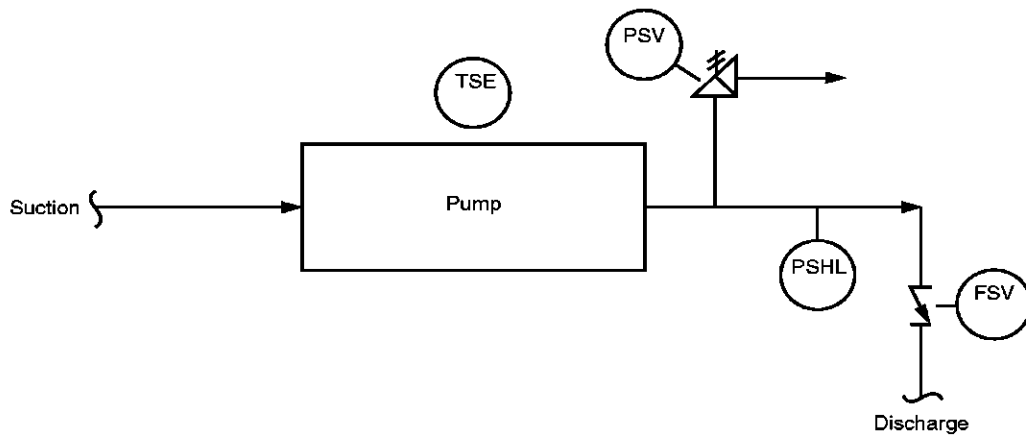 PSV
TSE
Suction
Pump
PSHL
FSV
Discharge